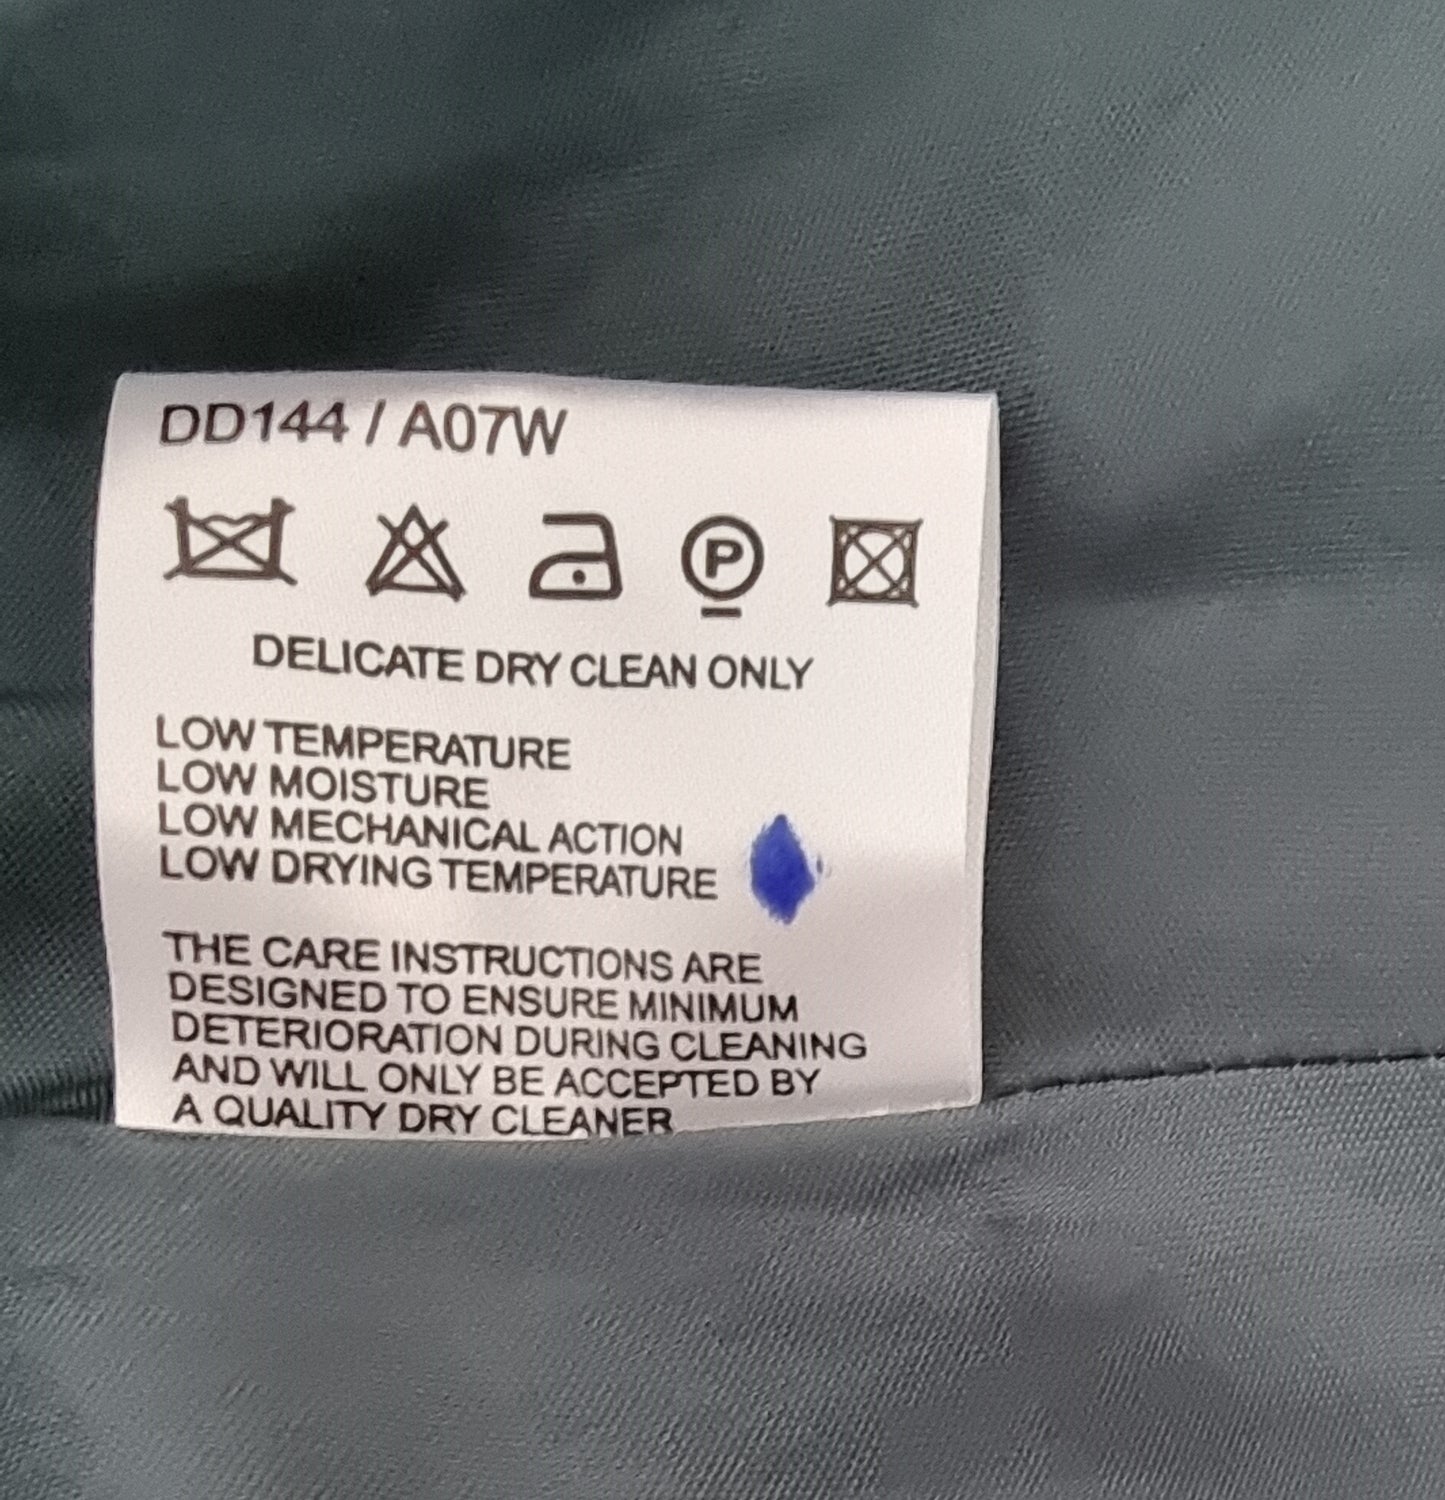 DD144 / A07W
P
DELICATE DRY CLEAN ONLY
LOW TEMPERATURE
LOW MOISTURE
LOW MECHANICAL ACTION
LOW DRYING TEMPERATURE
THE CARE INSTRUCTIONS ARE
DESIGNED TO ENSURE MINIMUM
DETERIORATION DURING CLEANING
AND WILL ONLY BE ACCEPTED BY
A QUALITY DRY CLEANER